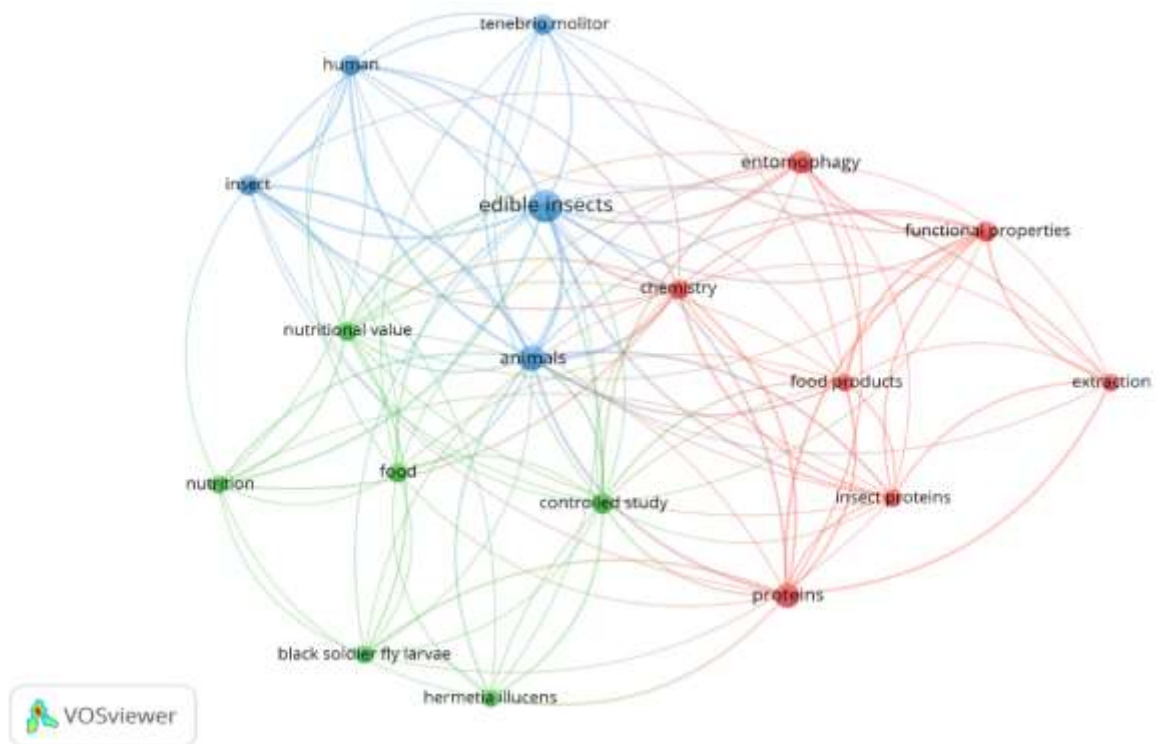 tenebrio molitor
human
entomophagy
insect
edible insects
functional properties
chemistry
nutritional value
animals
food products
extraction
food
nutrition
insect proteins
controlled study
proteins
black soldier fly larvae
hermetia illucens
VOSviewer